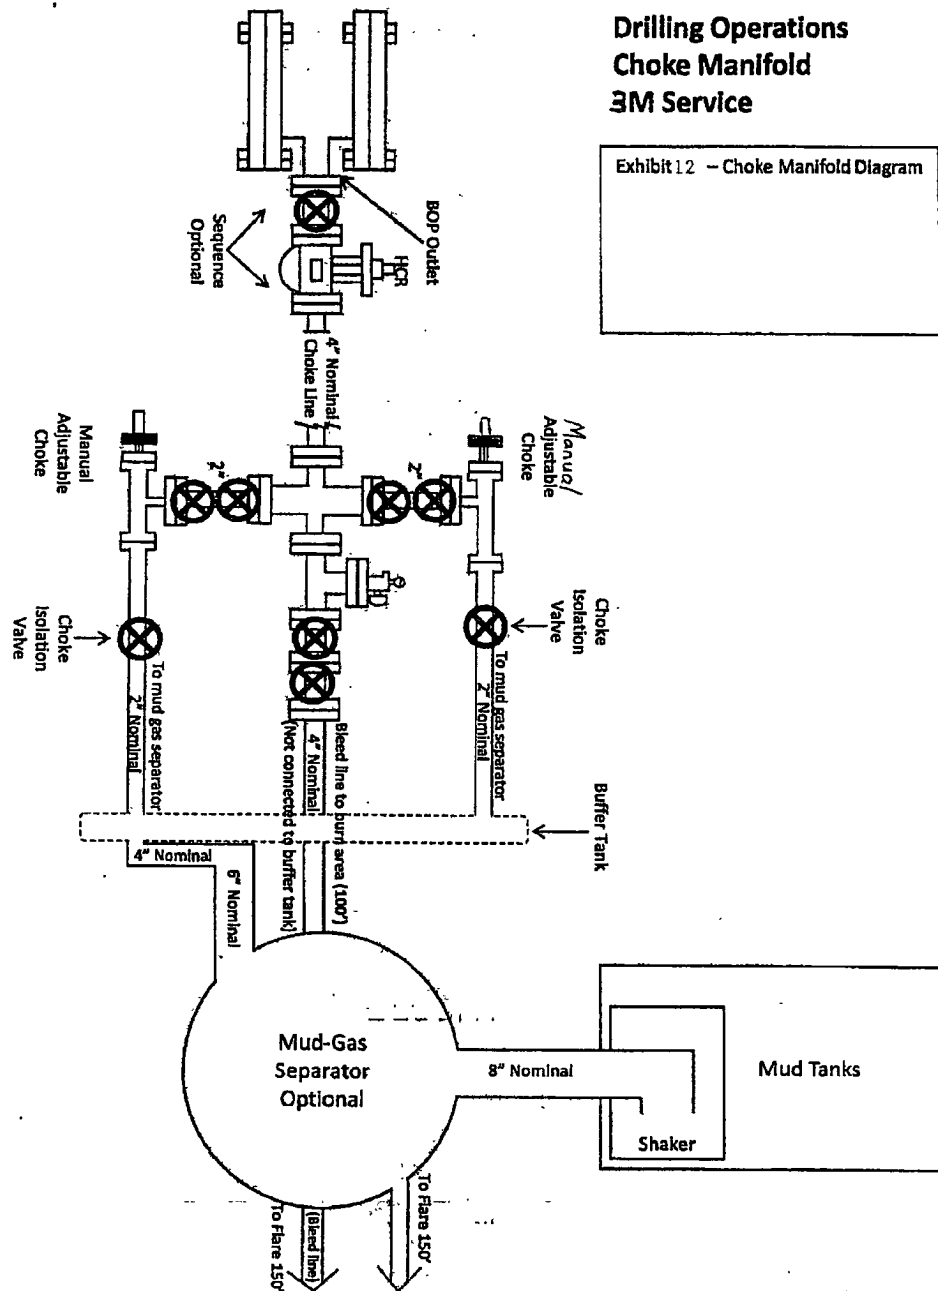 Drilling Operations
Choke Manifold
3M Service
Exhibit 12 – Choke Manifold Diagram
BOP Outlet
HCR
Sequence
Optional
4" Nominal
Choke Line
Manual
Adjustable
Choke
2"
2"
Manual
Adjustable
Choke
Choke
Isolation
Valve
Choke
Isolation
Valve
To mud gas separator
2" Nominal
To mud gas separator
2" Nominal
Bleed line to burn area (100')
4" Nominal
(Not connected to buffer tank)
Buffer Tank
4" Nominal
6" Nominal
Mud-Gas
Separator
Optional
8" Nominal
Mud Tanks
Shaker
To Flare 150'
(Bleed line)
To Flare 150'